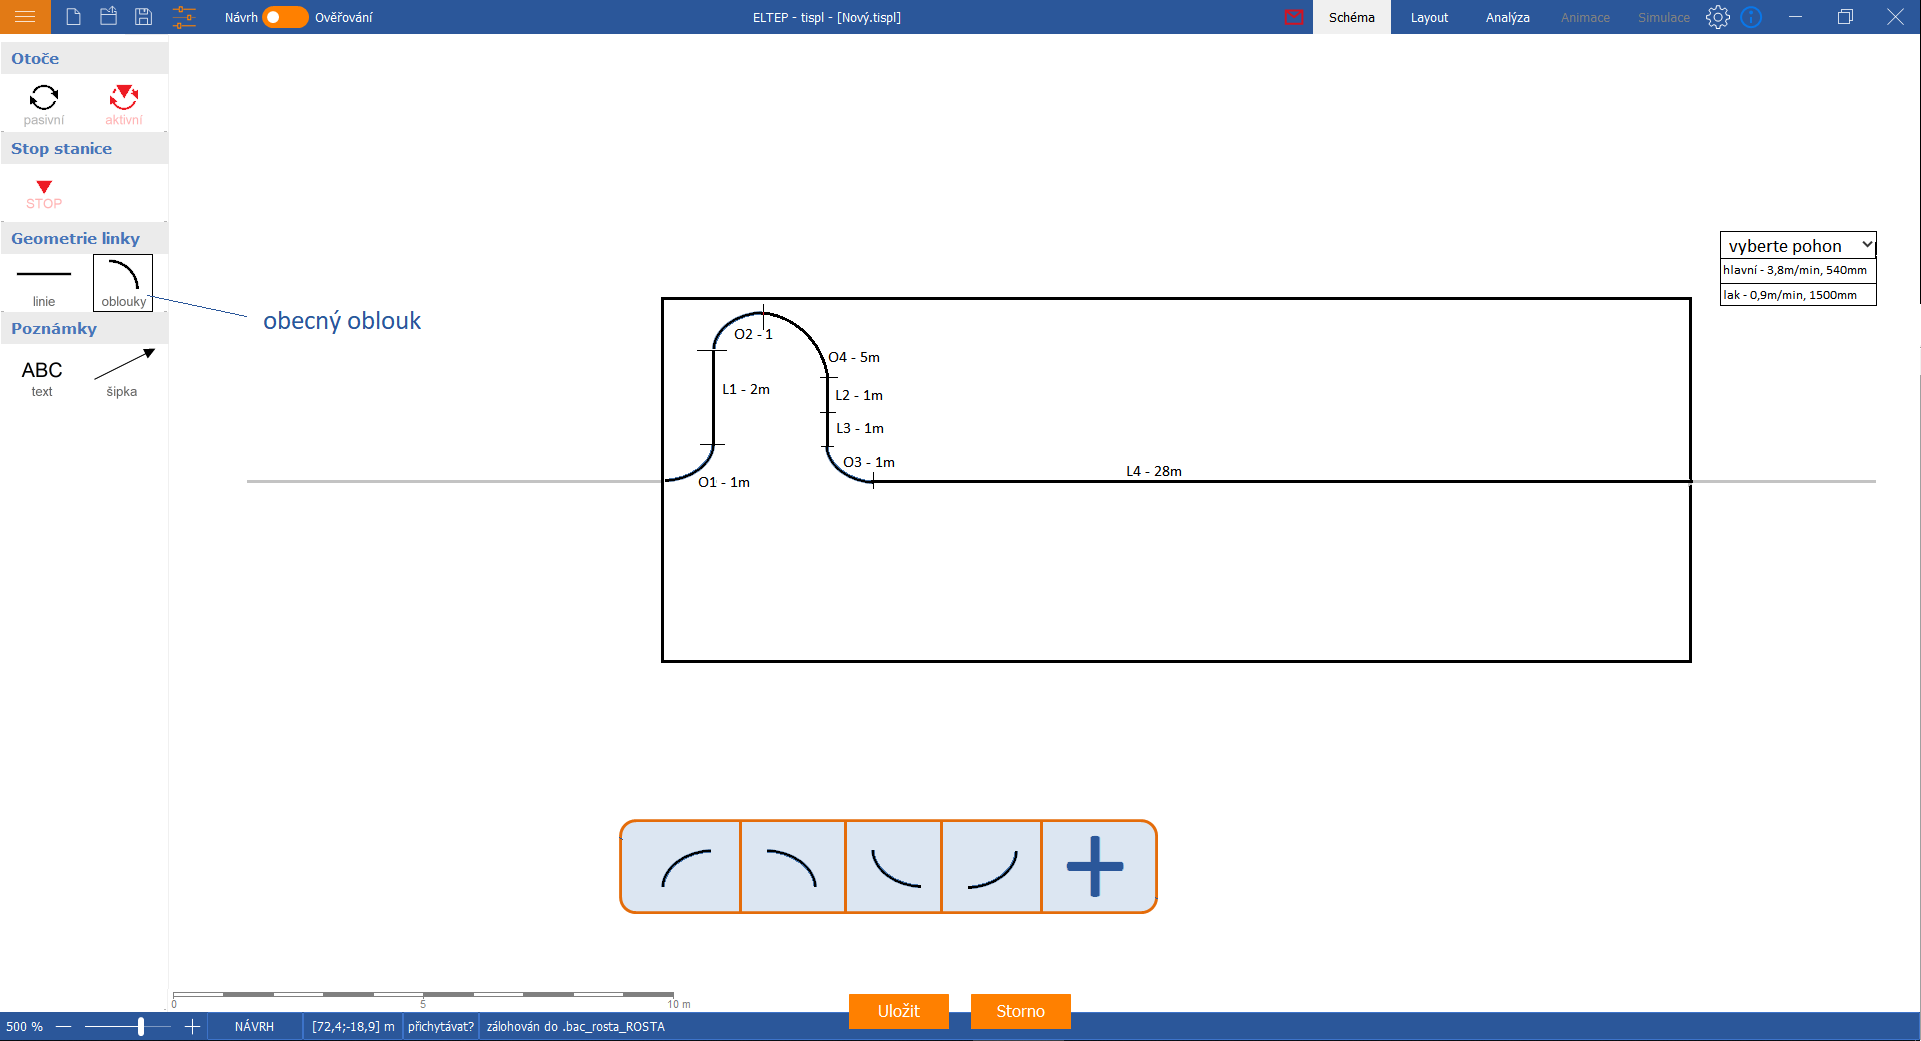 Návrh Ověřování ELTEP - tispl - [Nový.tispl] Schéma Layout Analýza Animace Simulace
Otoče
pasivní aktivní
Stop stanice
STOP
Geometrie linky
linie oblouky
Poznámky
ABC
text šipka
obecný oblouk
vyberte pohon
hlavní - 3,8m/min, 540mm
lak - 0,9m/min, 1500mm
O2 - 1
O4 - 5m
L1 - 2m
L2 - 1m
L3 - 1m
O3 - 1m
O1 - 1m
L4 - 28m
0 5 10 m
Uložit Storno
500 % NÁVRH [72,4;-18,9] m přichytávat? zálohován do .bac_rosta_ROSTA